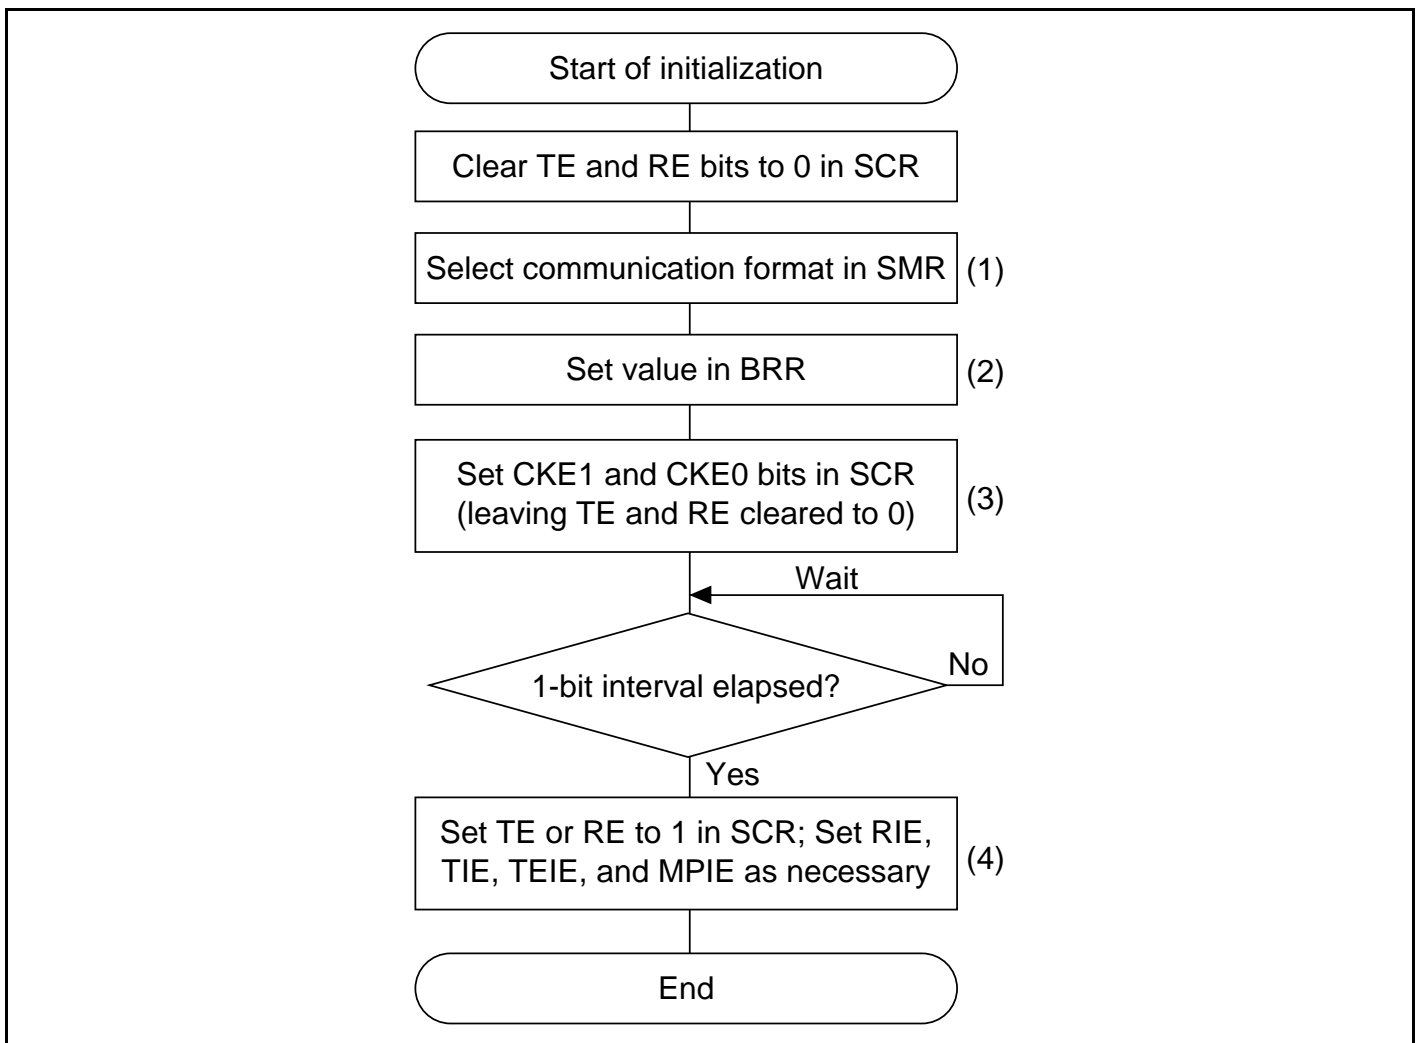 Start of initialization
Clear TE and RE bits to 0 in SCR
Select communication format in SMR (1)
Set value in BRR (2)
Set CKE1 and CKE0 bits in SCR
(leaving TE and RE cleared to 0) (3)
Wait
No
1-bit interval elapsed?
Yes
Set TE or RE to 1 in SCR; Set RIE,
TIE, TEIE, and MPIE as necessary (4)
End